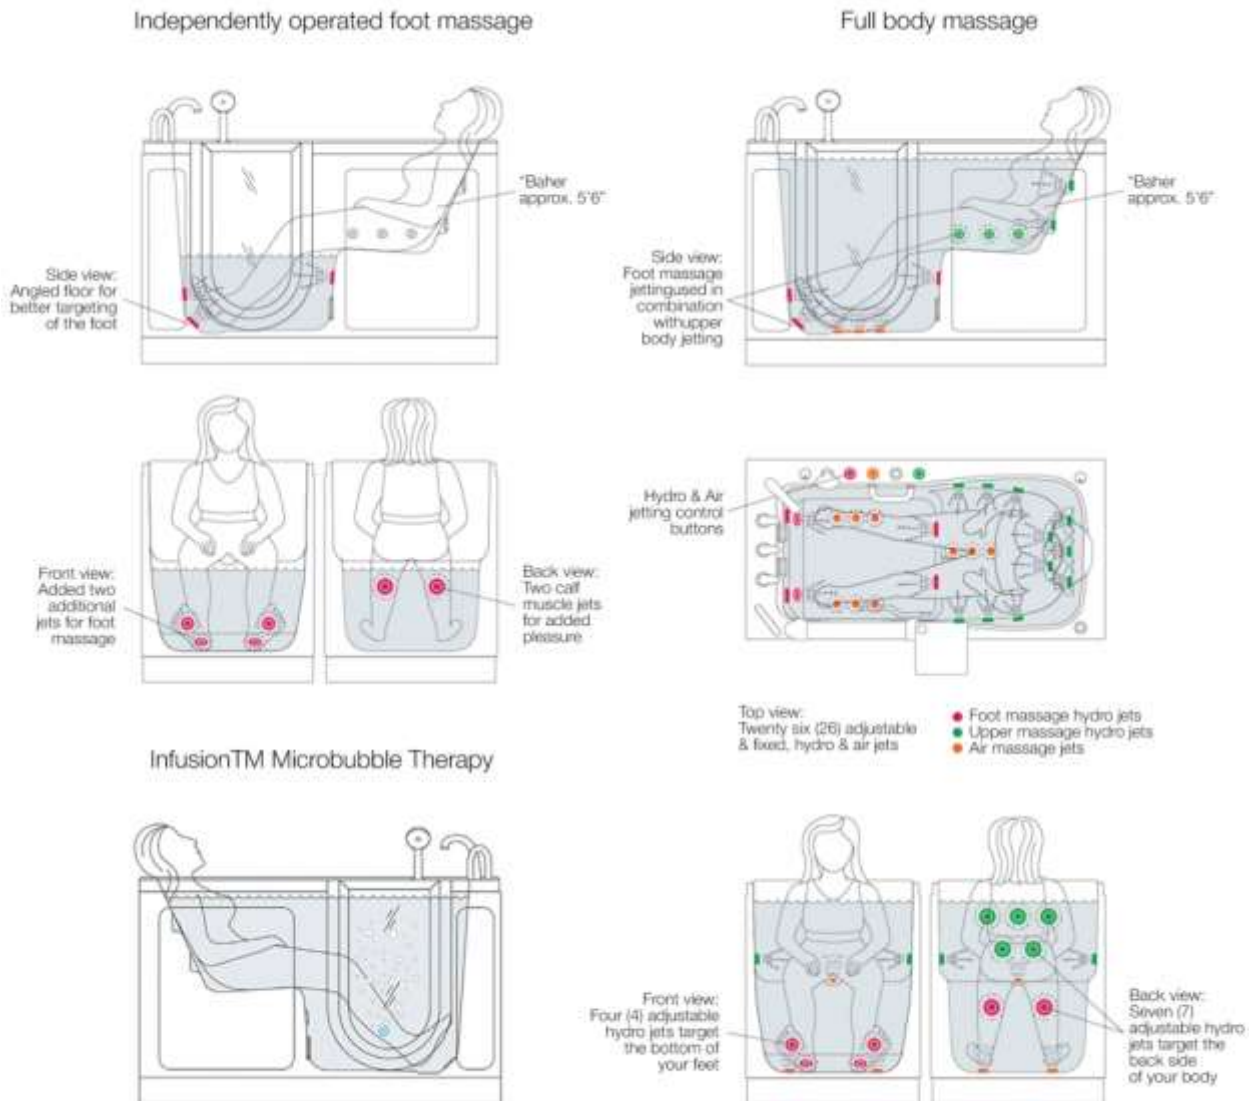 Independently operated foot massage
Full body massage
"Baher
approx. 5'6"
Side view:
Angled floor for
better targeting
of the foot
"Baher
approx. 5'6"
Side view:
Foot massage
jettingused in
combination
withupper
body jetting
Front view:
Added two
additional
jets for foot
massage
Back view:
Two calf
muscle jets
for added
pleasure
Hydro & Air
jetting control
buttons
Top view:
Twenty six (26) adjustable
& fixed, hydro & air jets
Foot massage hydro jets
Upper massage hydro jets
Air massage jets
InfusionTM Microbubble Therapy
Front view:
Four (4) adjustable
hydro jets target
the bottom of
your feet
Back view:
Seven (7)
adjustable hydro
jets target the
back side
of your body